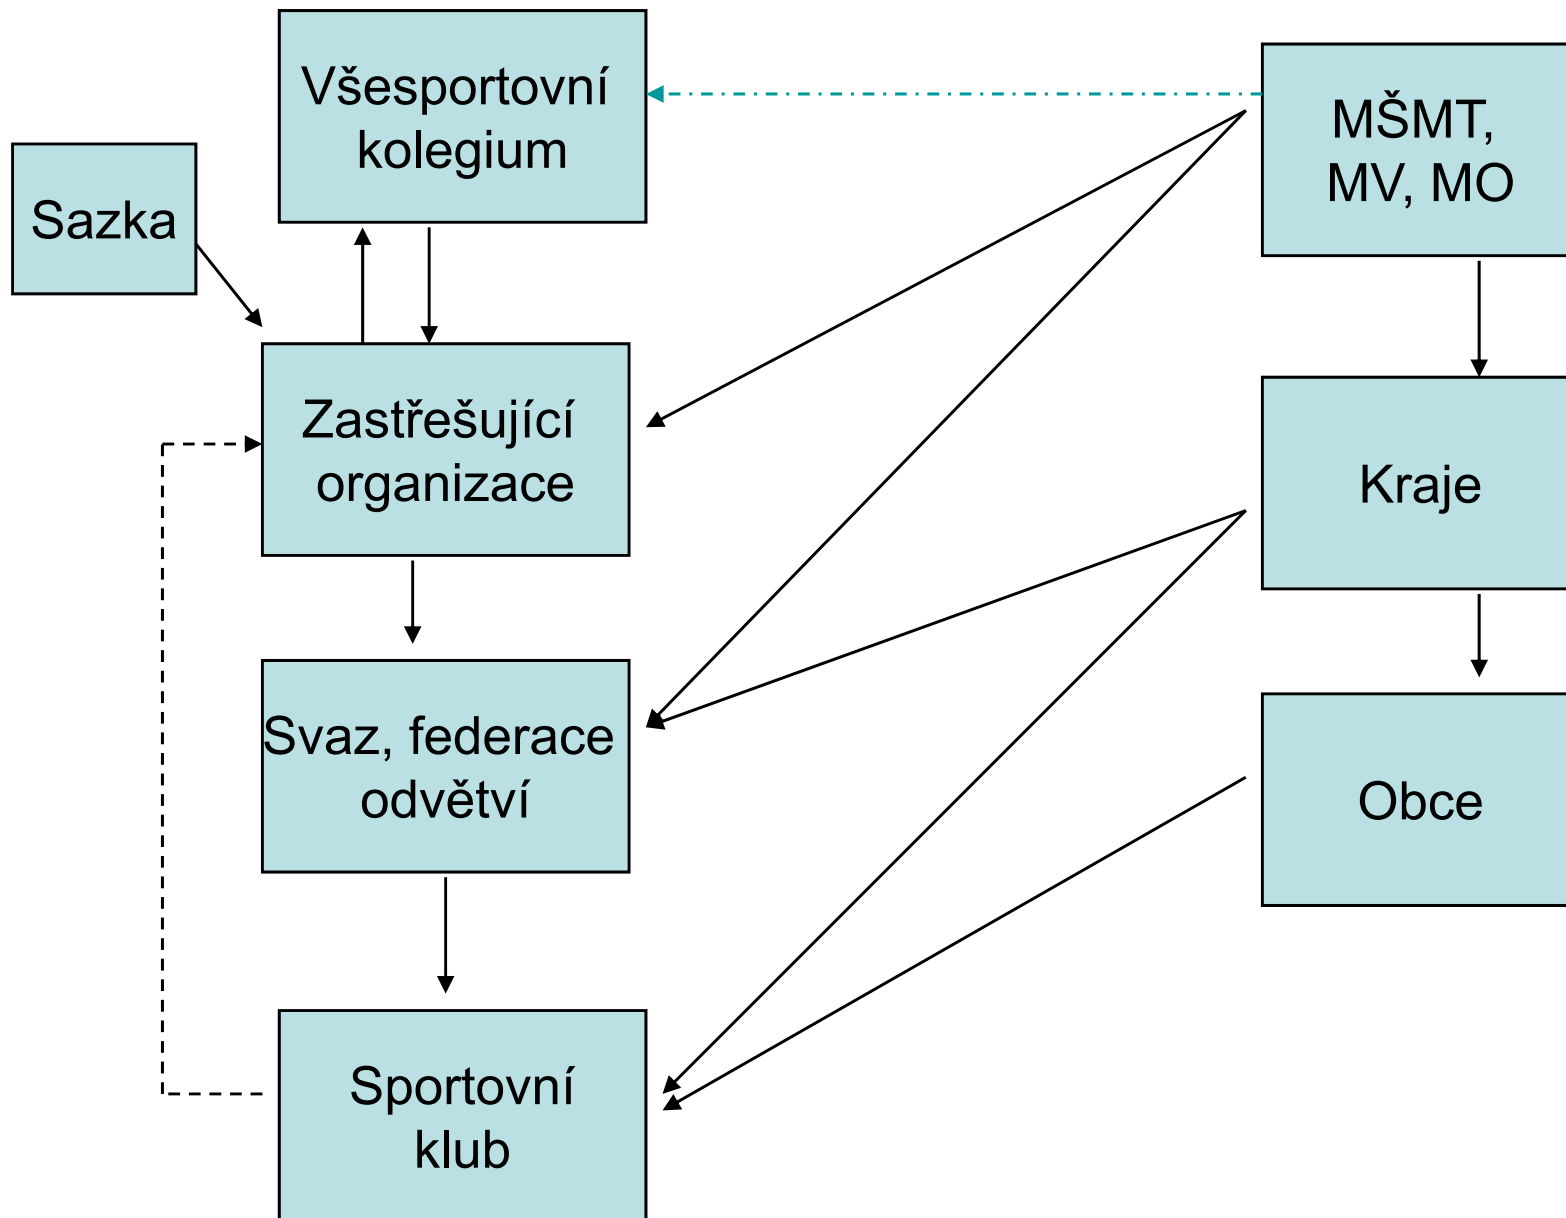 Všesportovní
kolegium
MŠMT,
MV, MO
Sazka
Zastřešující
organizace
Kraje
Svaz, federace
odvětví
Obce
Sportovní
klub